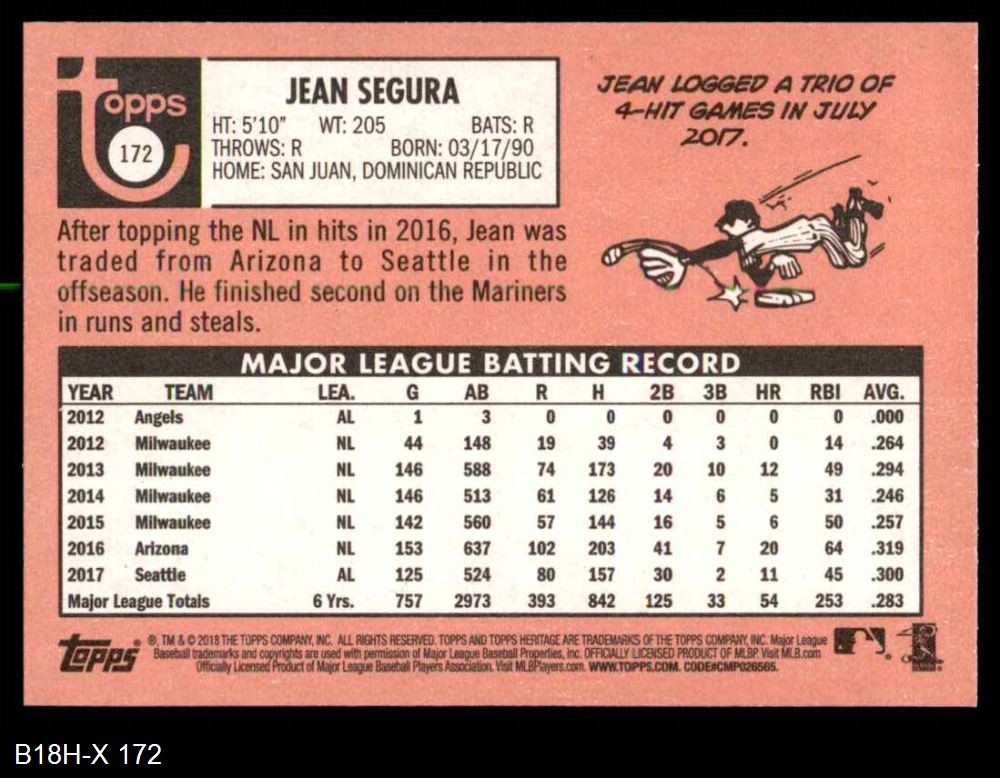 Topps
172
JEAN SEGURA
HT: 5'10" WT: 205 BATS: R
THROWS: R BORN: 03/17/90
HOME: SAN JUAN, DOMINICAN REPUBLIC
JEAN LOGGED A TRIO OF
4-HIT GAMES IN JULY
2017.
After topping the NL in hits in 2016, Jean was
traded from Arizona to Seattle in the
offseason. He finished second on the Mariners
in runs and steals.
MAJOR LEAGUE BATTING RECORD
YEAR TEAM LEA. G AB R H 2B 3B HR RBI AVG.
2012 Angels AL 1 3 0 0 0 0 0 0 .000
2012 Milwaukee NL 44 148 19 39 4 3 0 14 .264
2013 Milwaukee NL 146 588 74 173 20 10 12 49 .294
2014 Milwaukee NL 146 513 61 126 14 6 5 31 .246
2015 Milwaukee NL 142 560 57 144 16 5 6 50 .257
2016 Arizona NL 153 637 102 203 41 7 20 64 .319
2017 Seattle AL 125 524 80 157 30 2 11 45 .300
Major League Totals 6 Yrs. 757 2973 393 842 125 33 54 253 .283
Topps ® ®, TM & © 2018 THE TOPPS COMPANY, INC. ALL RIGHTS RESERVED. TOPPS AND TOPPS HERITAGE ARE TRADEMARKS OF THE TOPPS COMPANY, INC. Major League
Baseball trademarks and copyrights are used with permission of Major League Baseball Properties, Inc. OFFICIALLY LICENSED PRODUCT OF MLBP. Visit MLB.com
Officially Licensed Product of Major League Baseball Players Association. Visit MLBPlayers.com. WWW.TOPPS.COM. CODE#CMP026565.
B18H-X 172